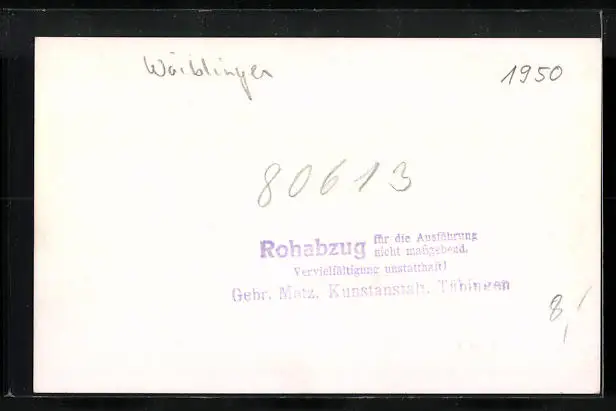 Waiblingen
1950
80613
Rohabzug für die Ausführung
nicht maßgebend.
Vervielfältigung unstatthaft!
Gebr. Metz, Kunstanstalt, Tübingen
8,-